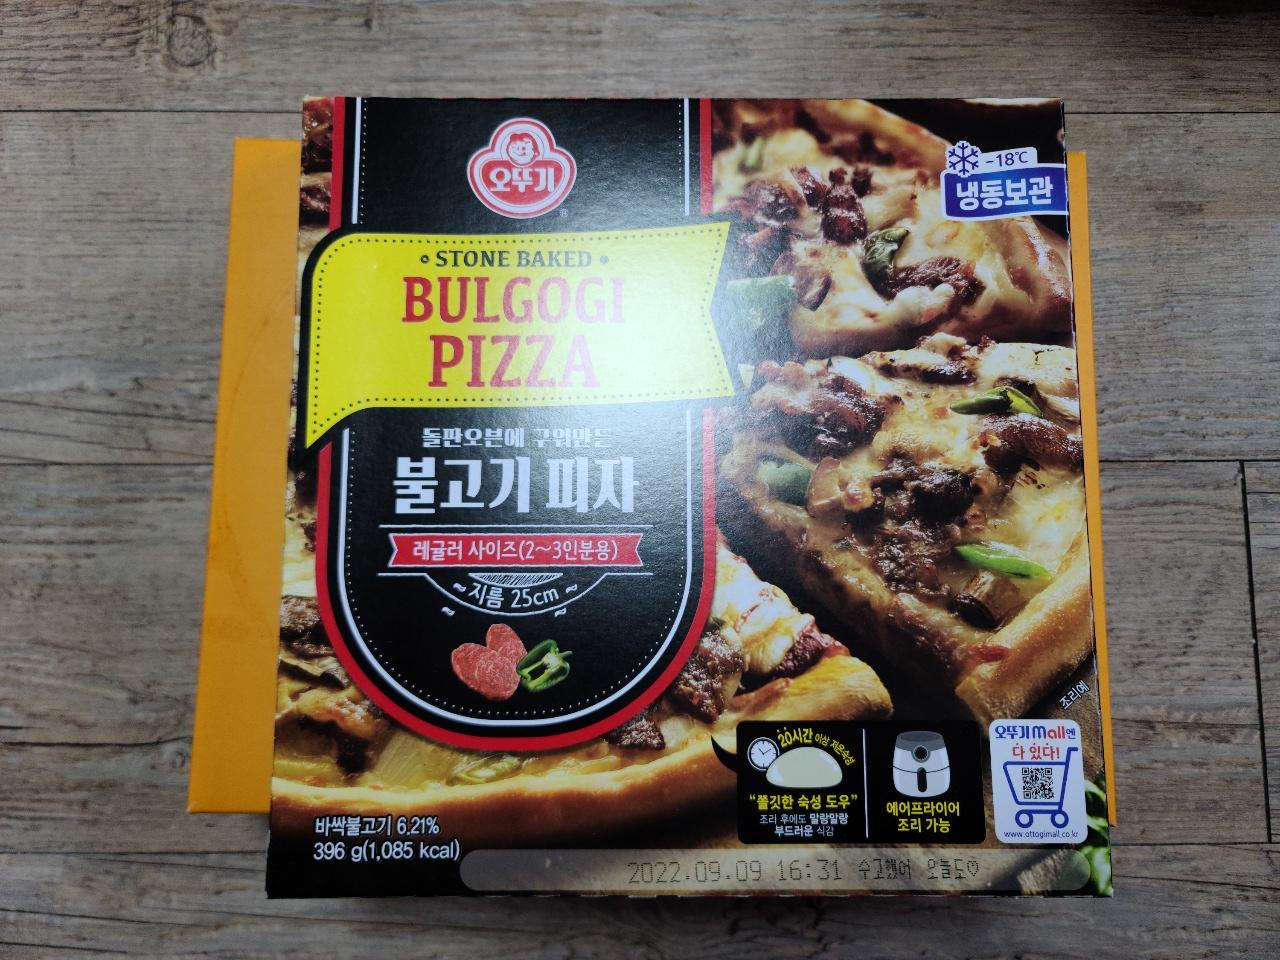 오뚜기
®
-18℃
냉동보관
STONE BAKED
BULGOGI
PIZZA
돌판오븐에 구워만든
불고기 피자
레귤러 사이즈(2~3인분용)
~지름 25cm~
조리예
20시간 이상 저온숙성
"쫄깃한 숙성 도우"
조리 후에도 말랑말랑
부드러운 식감
에어프라이어
조리 가능
오뚜기mall엔
다 있다!
www.ottogimall.co.kr
바싹불고기 6.21%
396 g(1,085 kcal)
2022.09.09 16:31 수고했어 오늘도♡